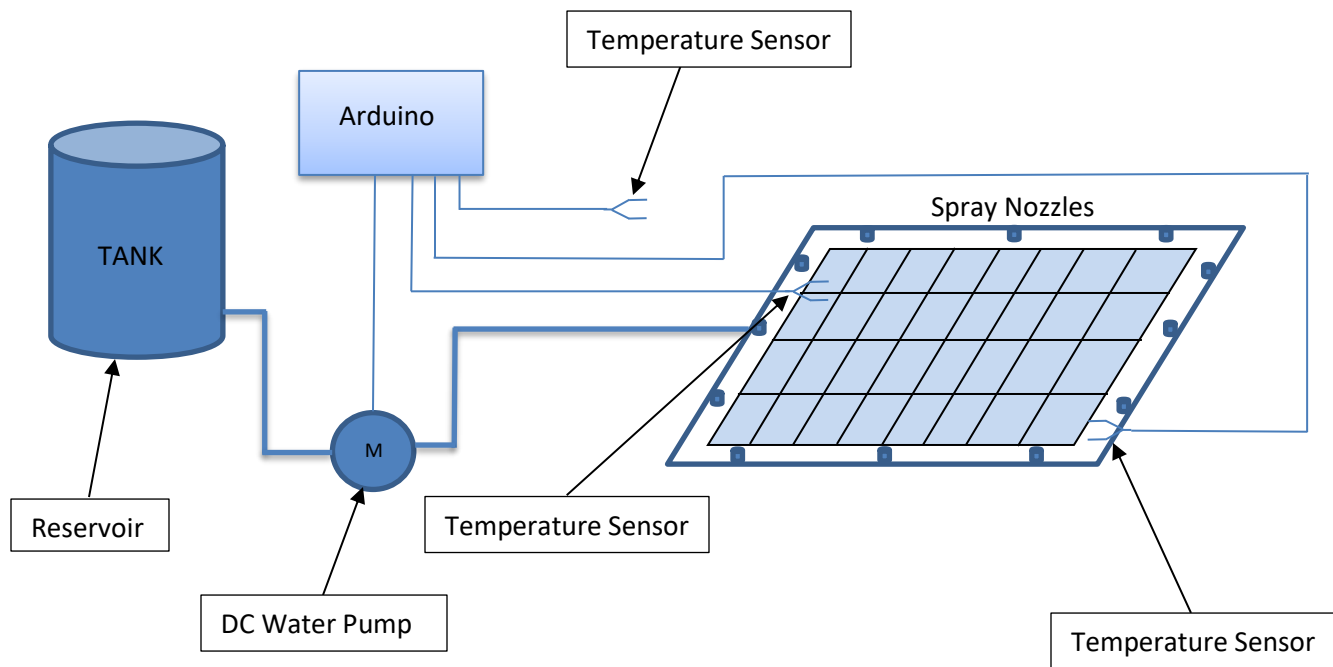 Temperature Sensor
Arduino
TANK
Spray Nozzles
M
Reservoir
Temperature Sensor
DC Water Pump
Temperature Sensor